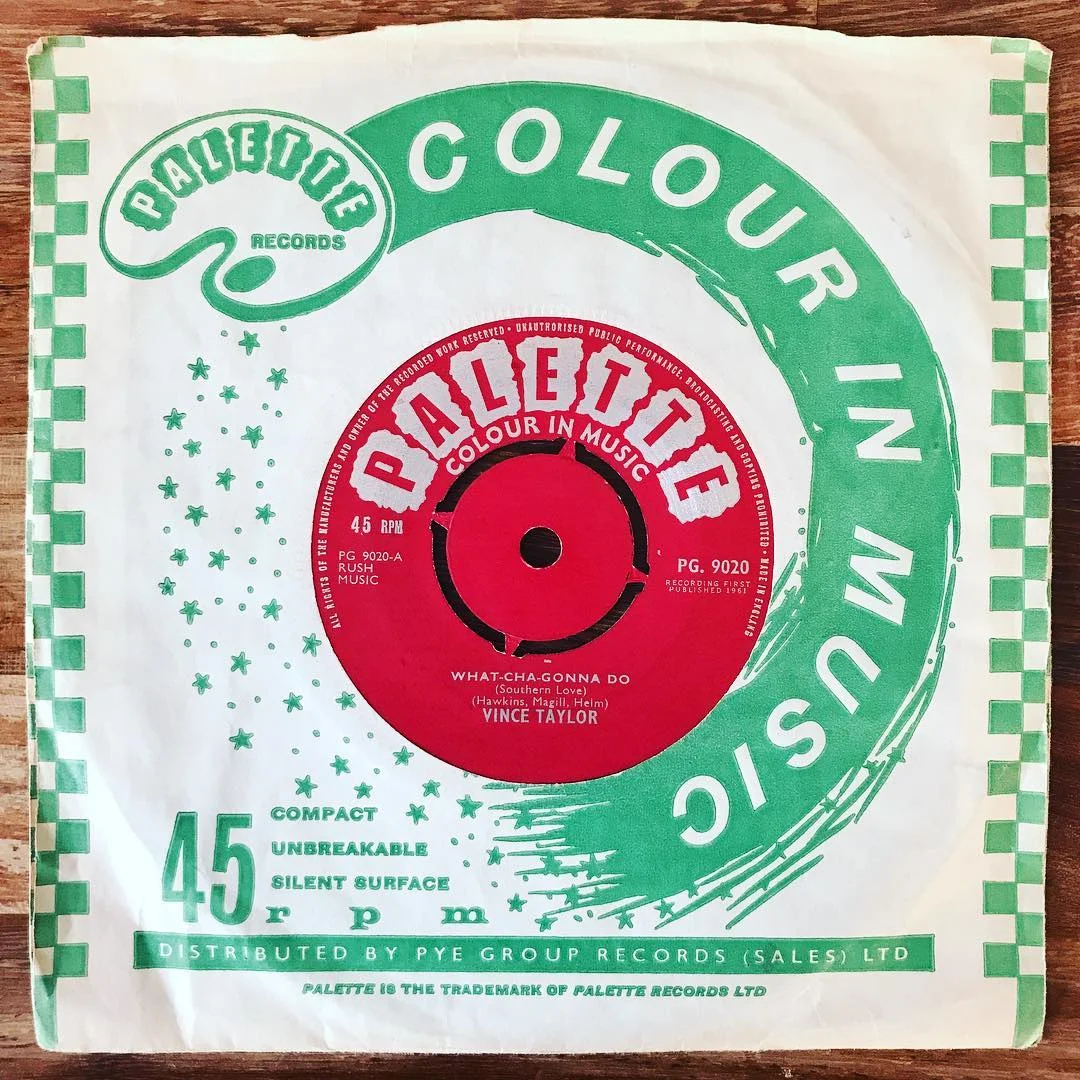 PALETTE
RECORDS
COLOUR IN MUSIC
ALL RIGHTS OF THE MANUFACTURERS AND OWNER OF THE RECORDED WORK RESERVED • UNAUTHORISED PUBLIC PERFORMANCE, BROADCASTING AND COPYING PROHIBITED • MADE IN ENGLAND
PALETTE
COLOUR IN MUSIC
45 RPM
PG 9020-A
RUSH
MUSIC
PG. 9020
RECORDING FIRST
PUBLISHED 1961
WHAT-CHA-GONNA DO
(Southern Love)
(Hawkins, Magill, Helm)
VINCE TAYLOR
45 rpm
COMPACT
UNBREAKABLE
SILENT SURFACE
DISTRIBUTED BY PYE GROUP RECORDS (SALES) LTD
PALETTE IS THE TRADEMARK OF PALETTE RECORDS LTD